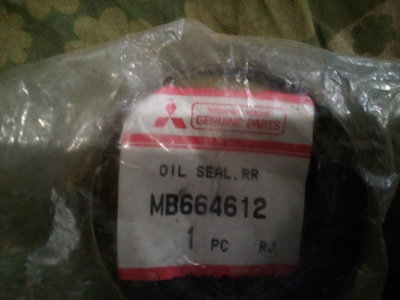 GENUINE PARTS
OIL SEAL,RR
MB664612
1 PC RJ